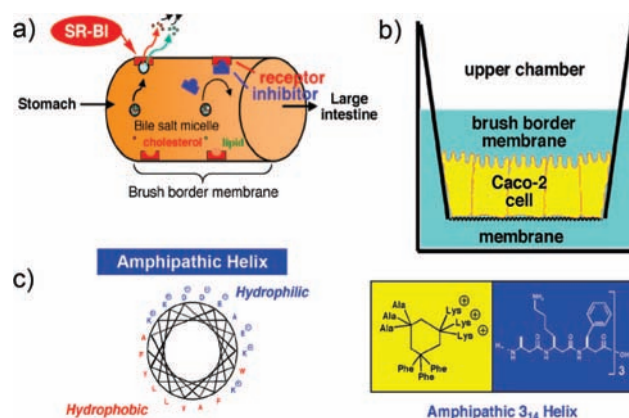 a)
SR-BI
receptor
inhibitor
Stomach
Large
intestine
Bile salt micelle
cholesterol
lipid
Brush border membrane
b)
upper chamber
brush border
membrane
Caco-2
cell
membrane
c)
Amphipathic Helix
Hydrophilic
Hydrophobic
Ala
Ala
Ala
Lys
Lys
Lys
Phe
Phe
Phe
NH₂
3
Amphipathic 3₁₄ Helix